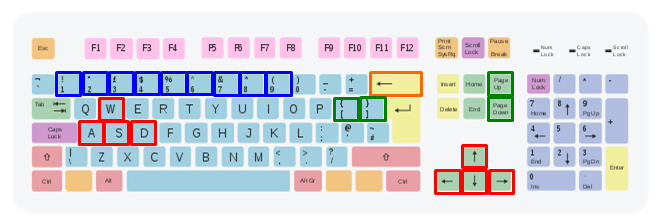 Esc F1 F2 F3 F4 F5 F6 F7 F8 F9 F10 F11 F12 Print Scrn SysRq Scroll Lock Pause - Break Num Lock Caps Lock Scroll Lock
¬ ` ! 1 " 2 £ 3 $ 4 % 5 ^ 6 & 7 * 8 ( 9 ) 0 _ - + = ← Insert Home Page Up Num Lock / * -
Tab Q W E R T Y U I O P { [ } ] Delete End Page Down 7 Home 8 ↑ 9 PgUp +
Caps Lock A S D F G H J K L : ; @ ' ~ # 4 ← 5 6 →
⇧ | \ Z X C V B N M < , > . ? / ⇧ ↑ 1 End 2 ↓ 3 PgDn Enter
Ctrl Alt Alt Gr Ctrl ← ↓ → 0 Ins . Del